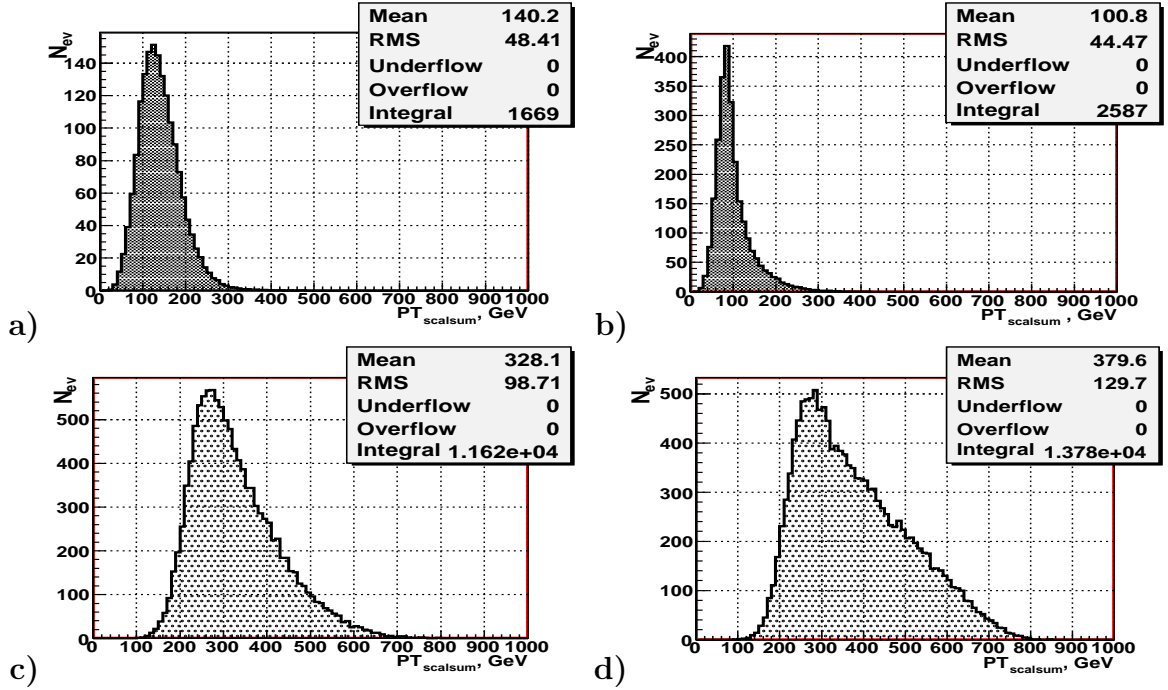 Mean 140.2
RMS 48.41
Underflow 0
Overflow 0
Integral 1669
N_ev
140
120
100
80
60
40
20
0
0 100 200 300 400 500 600 700 800 900 1000
PT_scalsum, GeV
a)
Mean 100.8
RMS 44.47
Underflow 0
Overflow 0
Integral 2587
N_ev
400
350
300
250
200
150
100
50
0
0 100 200 300 400 500 600 700 800 900 1000
PT_scalsum , GeV
b)
Mean 328.1
RMS 98.71
Underflow 0
Overflow 0
Integral 1.162e+04
N_ev
500
400
300
200
100
0
0 100 200 300 400 500 600 700 800 900 1000
PT_scalsum, GeV
c)
Mean 379.6
RMS 129.7
Underflow 0
Overflow 0
Integral 1.378e+04
N_ev
500
400
300
200
100
0
0 100 200 300 400 500 600 700 800 900 1000
PT_scalsum, GeV
d)